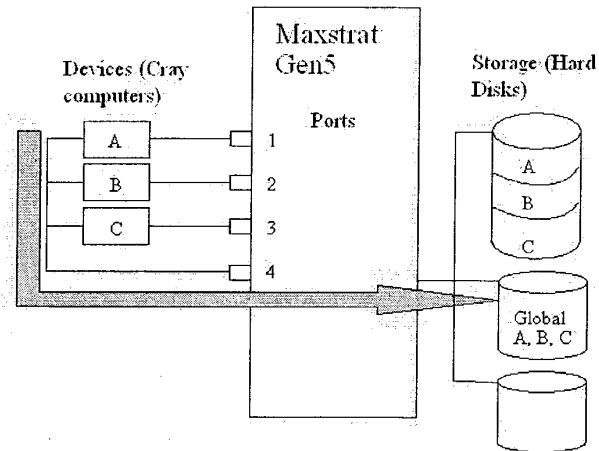 Maxstrat
Gen5
Devices (Cray
computers)
Storage (Hard
Disks)
Ports
A
1
B
2
C
3
4
A
B
C
Global
A, B, C